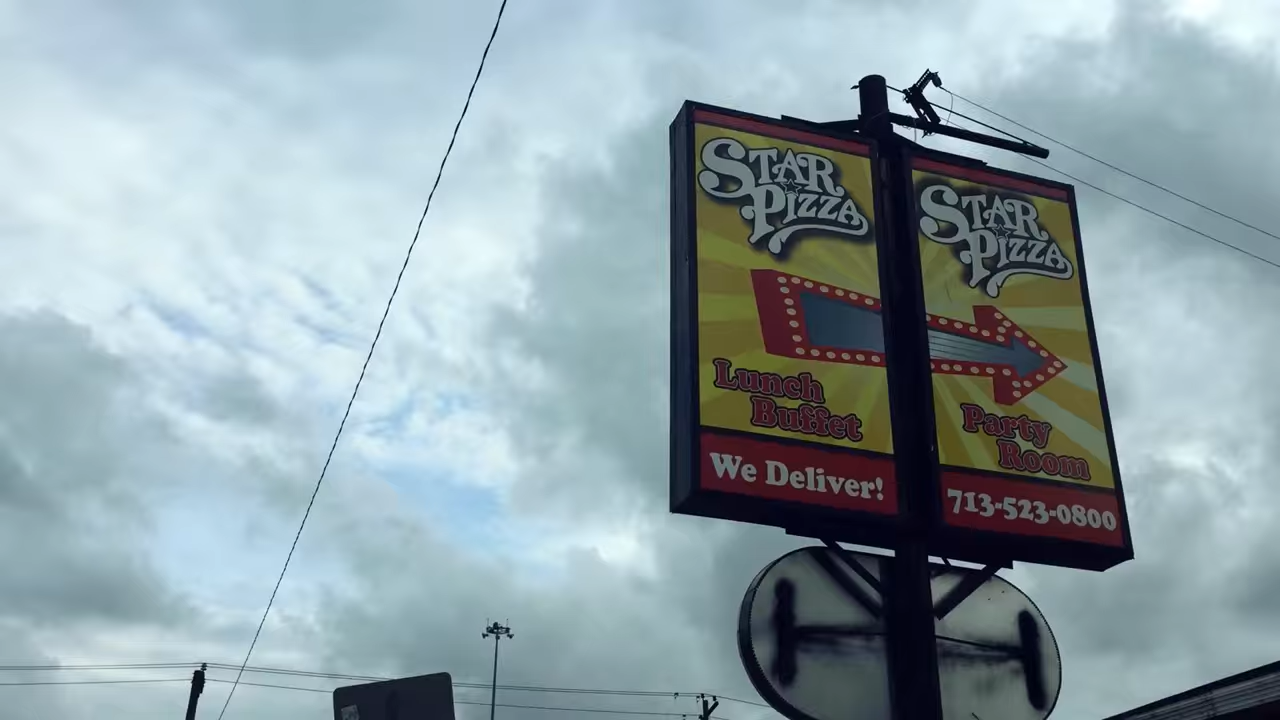 STAR
PIZZA
Lunch
Buffet
We Deliver!
STAR
PIZZA
Party
Room
713-523-0800